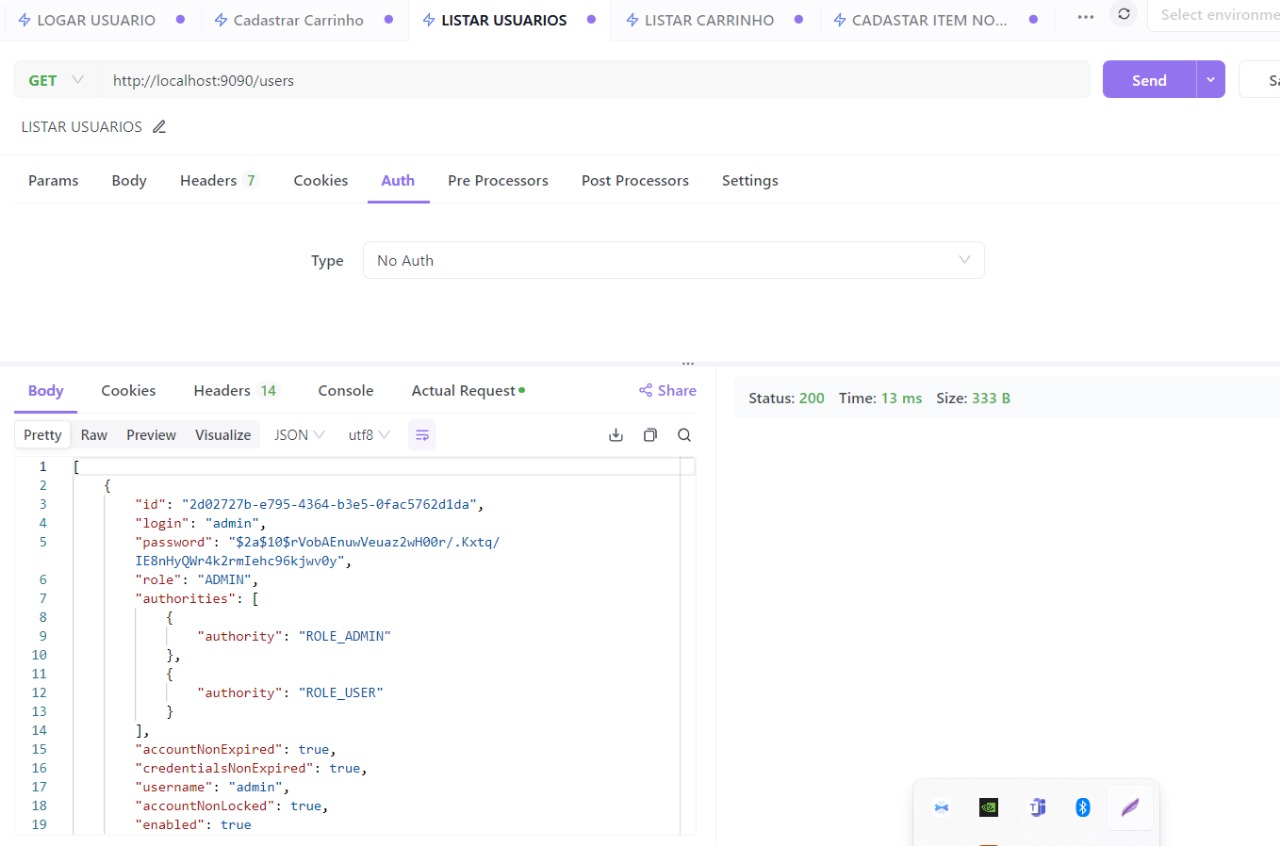 LOGAR USUARIO
Cadastrar Carrinho
LISTAR USUARIOS
LISTAR CARRINHO
CADASTAR ITEM NO...
...
Select environme
GET
http://localhost:9090/users
Send
Sa
LISTAR USUARIOS
Params
Body
Headers 7
Cookies
Auth
Pre Processors
Post Processors
Settings
Type
No Auth
Body
Cookies
Headers 14
Console
Actual Request
Share
Status: 200 Time: 13 ms Size: 333 B
Pretty
Raw
Preview
Visualize
JSON
utf8
1 [
2 {
3 "id": "2d02727b-e795-4364-b3e5-0fac5762d1da",
4 "login": "admin",
5 "password": "$2a$10$rVobAEnuwVeuaz2wH00r/.Kxtq/
IE8nHyQWr4k2rmIehc96kjwv0y",
6 "role": "ADMIN",
7 "authorities": [
8 {
9 "authority": "ROLE_ADMIN"
10 },
11 {
12 "authority": "ROLE_USER"
13 }
14 ],
15 "accountNonExpired": true,
16 "credentialsNonExpired": true,
17 "username": "admin",
18 "accountNonLocked": true,
19 "enabled": true